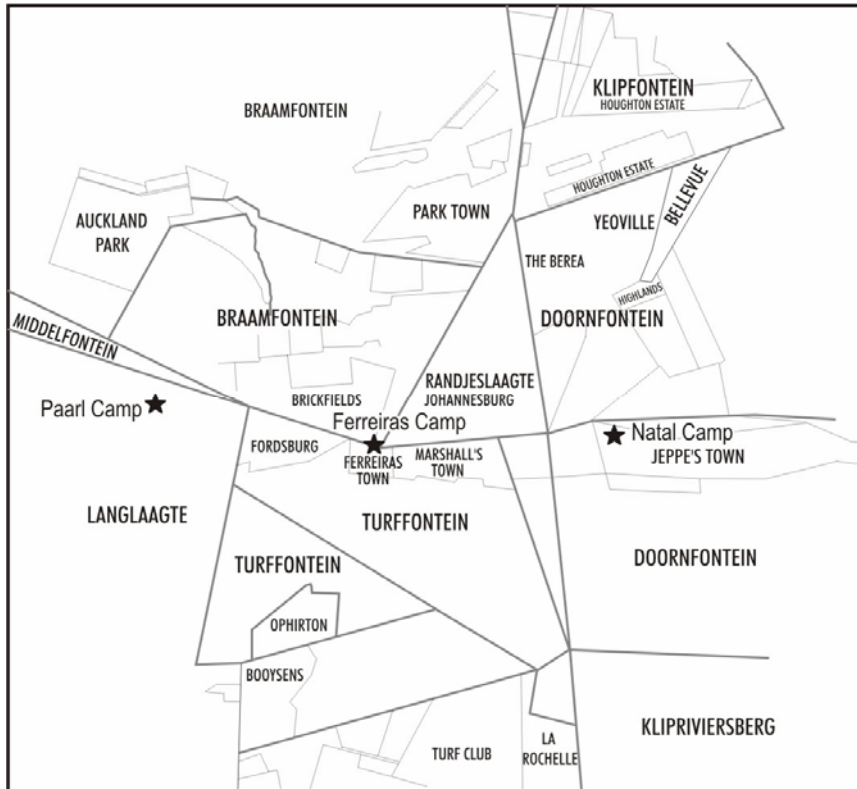 KLIPFONTEIN
HOUGHTON ESTATE
BRAAMFONTEIN
HOUGHTON ESTATE
BELLEVUE
PARK TOWN
YEOVILLE
AUCKLAND
PARK
THE BEREA
HIGHLANDS
BRAAMFONTEIN
DOORNFONTEIN
MIDDELFONTEIN
RANDJESLAAGTE
JOHANNESBURG
BRICKFIELDS
Paarl Camp
Ferreiras Camp
Natal Camp
FORDSBURG
FERREIRAS
TOWN
MARSHALL'S
TOWN
JEPPE'S TOWN
LANGLAAGTE
TURFFONTEIN
TURFFONTEIN
DOORNFONTEIN
OPHIRTON
BOOYSENS
TURF CLUB
LA
ROCHELLE
KLIPRIVIERSBERG